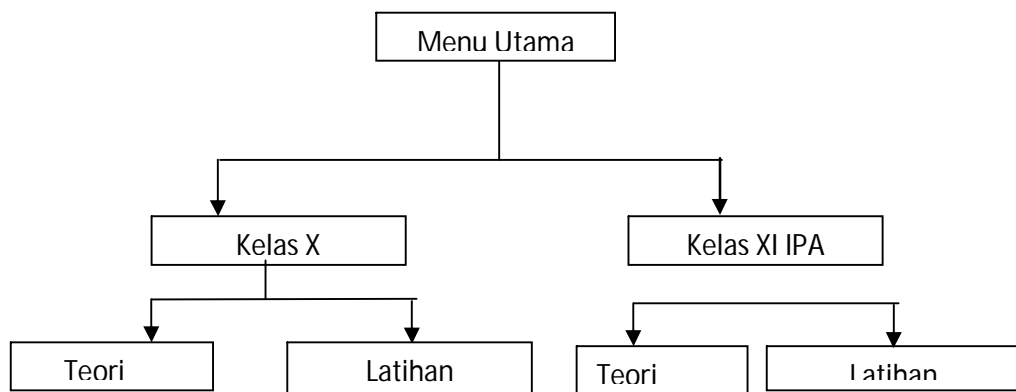 Menu Utama
Kelas X
Kelas XI IPA
Teori
Latihan
Teori
Latihan